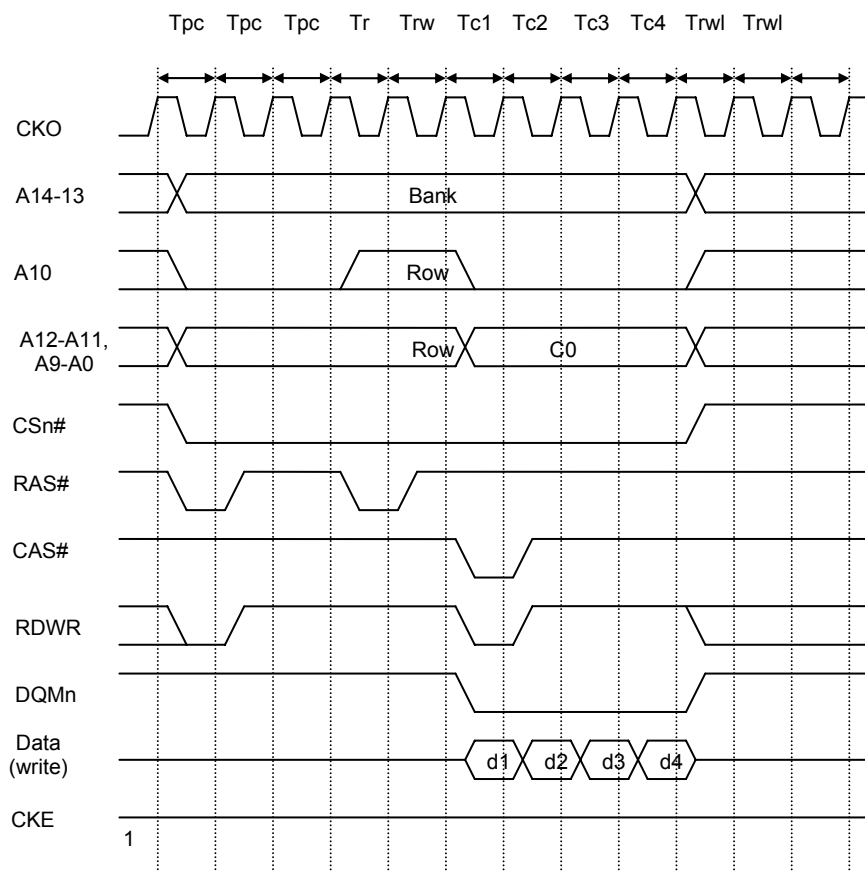 Tpc Tpc Tpc Tr Trw Tc1 Tc2 Tc3 Tc4 Trwl Trwl
CKO
A14-13 Bank
A10 Row
A12-A11,
A9-A0 Row C0
CSn#
RAS#
CAS#
RDWR
DQMn
Data
(write) d1 d2 d3 d4
CKE
1